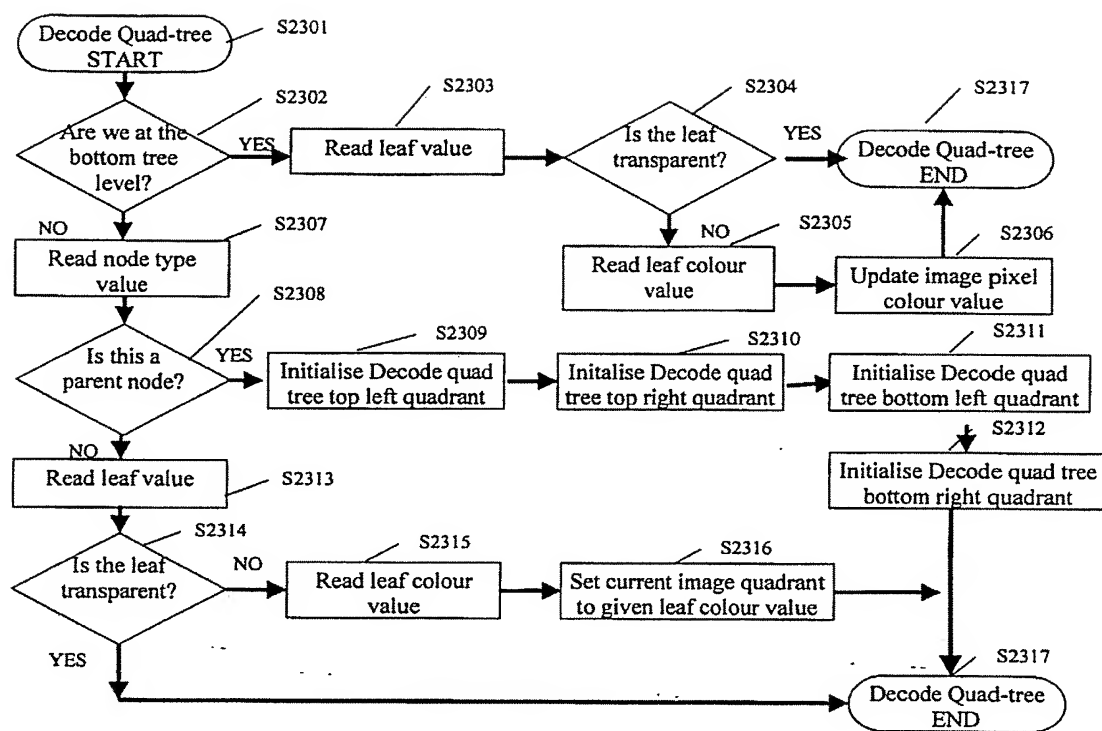 Decode Quad-tree
START
S2301
S2302
S2303
S2304
S2317
Are we at the
bottom tree
level?
YES
Read leaf value
Is the leaf
transparent?
YES
Decode Quad-tree
END
NO
S2307
NO
S2305
S2306
Read node type
value
Read leaf colour
value
Update image pixel
colour value
S2308
S2309
S2310
S2311
Is this a
parent node?
YES
Initialise Decode quad
tree top left quadrant
Initalise Decode quad
tree top right quadrant
Initialise Decode quad
tree bottom left quadrant
S2312
NO
Read leaf value
S2313
Initialise Decode quad tree
bottom right quadrant
S2314
S2315
S2316
Is the leaf
transparent?
NO
Read leaf colour
value
Set current image quadrant
to given leaf colour value
YES
S2317
Decode Quad-tree
END